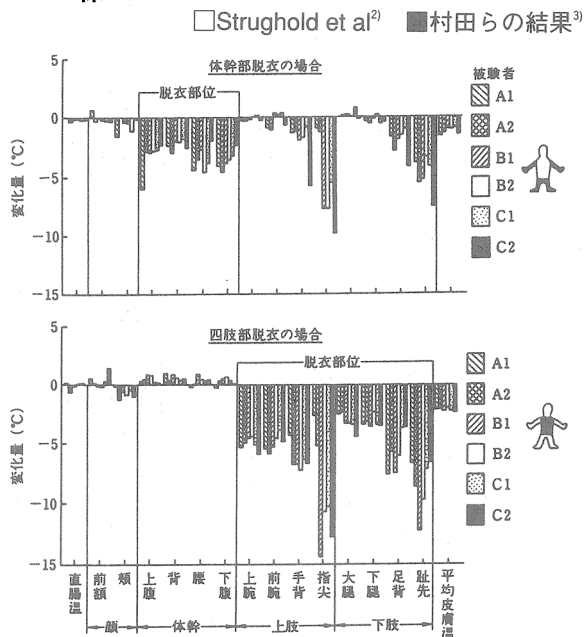 □Strughold et al²⁾ ■村田らの結果³⁾
体幹部脱衣の場合
脱衣部位
変化量 (℃)
5
0
−5
−10
−15
被験者
A1
A2
B1
B2
C1
C2
四肢部脱衣の場合
脱衣部位
変化量 (℃)
5
0
−5
−10
−15
A1
A2
B1
B2
C1
C2
直腸温
前額
頬
上腹
背
腰
下腹
上腕
前腕
手背
指尖
大腿
下腿
足背
趾先
平均皮膚温
顔
体幹
上肢
下肢